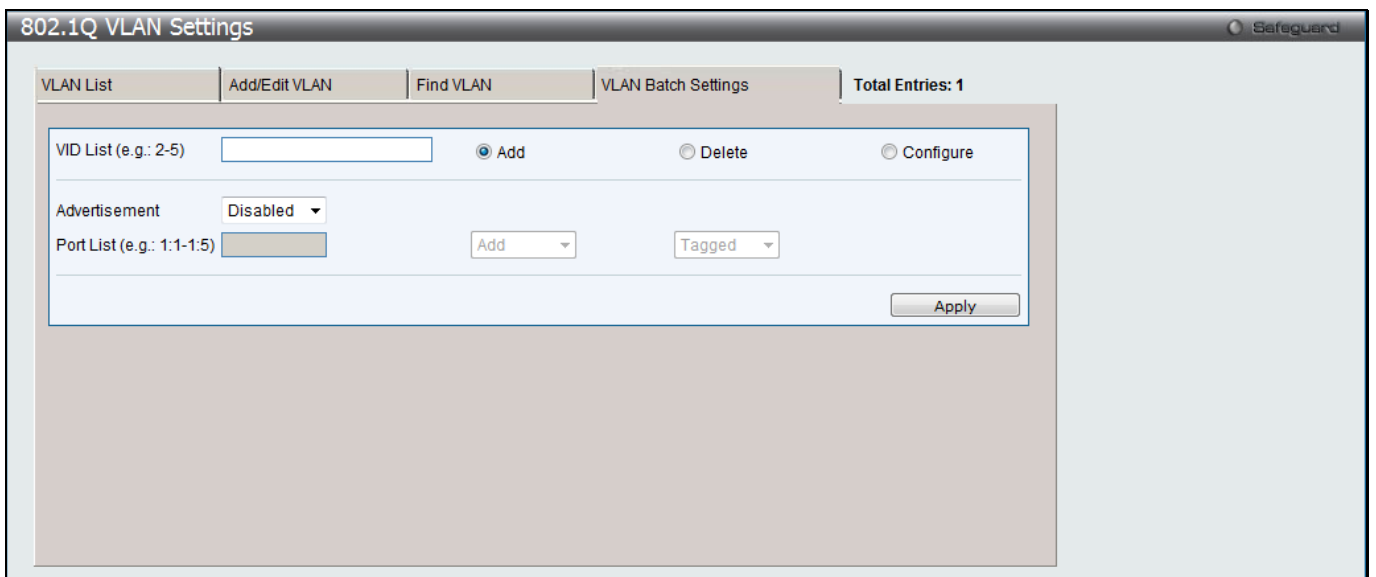 802.1Q VLAN Settings
Safeguard
VLAN List
Add/Edit VLAN
Find VLAN
VLAN Batch Settings
Total Entries: 1
VID List (e.g.: 2-5)
Add
Delete
Configure
Advertisement
Disabled
Port List (e.g.: 1:1-1:5)
Add
Tagged
Apply